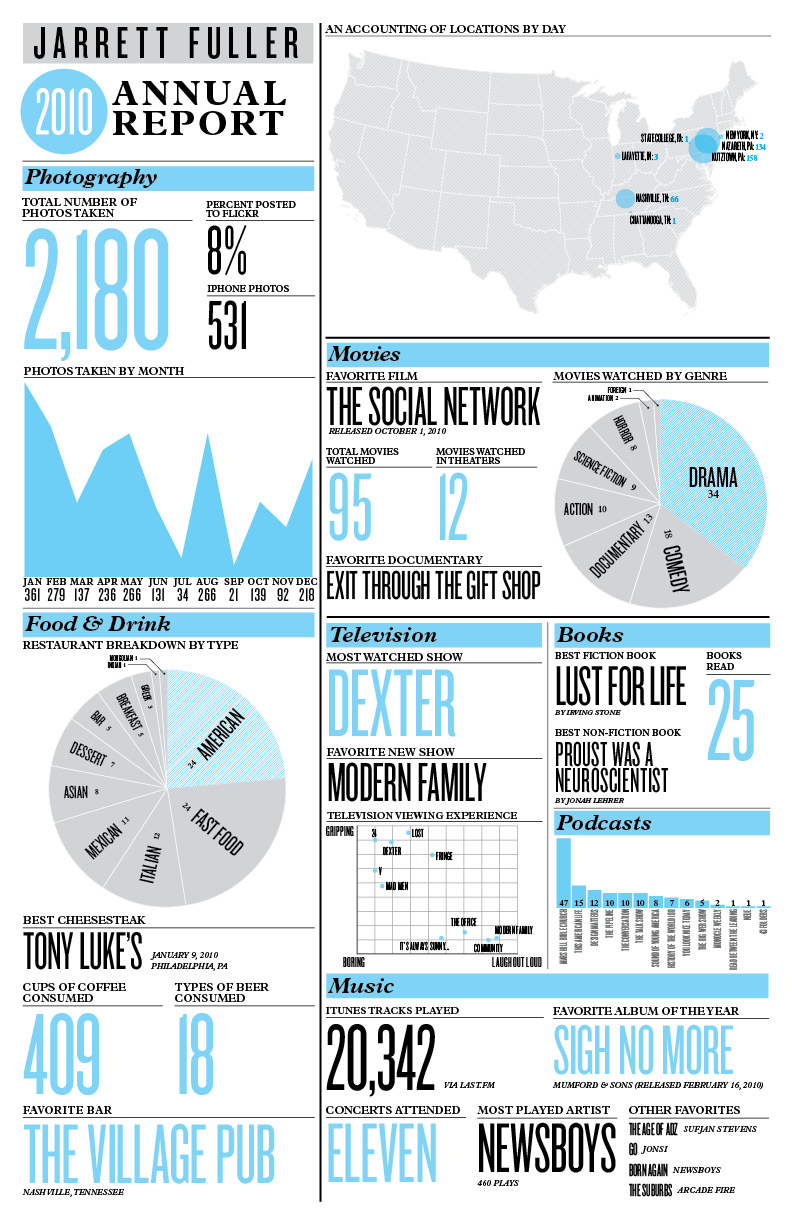 JARRETT FULLER
2010
ANNUAL
REPORT
Photography
TOTAL NUMBER OF
PHOTOS TAKEN
2,180
PERCENT POSTED
TO FLICKR
8%
IPHONE PHOTOS
531
PHOTOS TAKEN BY MONTH
JAN FEB MAR APR MAY JUN JUL AUG SEP OCT NOV DEC
361 279 137 236 266 131 34 266 21 139 92 218
Food & Drink
RESTAURANT BREAKDOWN BY TYPE
MONGOLIAN 1
INDIAN 1
GREEK 3
BREAKFAST 5
BAR 5
DESSERT 7
ASIAN 8
MEXICAN 11
ITALIAN 12
24 FAST FOOD
24 AMERICAN
BEST CHEESESTEAK
TONY LUKE'S
JANUARY 9, 2010
PHILADELPHIA, PA
CUPS OF COFFEE
CONSUMED
409
TYPES OF BEER
CONSUMED
18
FAVORITE BAR
THE VILLAGE PUB
NASHVILLE, TENNESSEE
AN ACCOUNTING OF LOCATIONS BY DAY
STATE COLLEGE, PA: 1
NEW YORK, NY: 2
NAZARETH, PA: 134
KUTZTOWN, PA: 158
LAFAYETTE, IN: 3
NASHVILLE, TN: 66
CHATTANOOGA, TN: 1
Movies
FAVORITE FILM
THE SOCIAL NETWORK
RELEASED OCTOBER 1, 2010
TOTAL MOVIES
WATCHED
95
MOVIES WATCHED
IN THEATERS
12
FAVORITE DOCUMENTARY
EXIT THROUGH THE GIFT SHOP
MOVIES WATCHED BY GENRE
FOREIGN 1
ANIMATION 2
HORROR 8
SCIENCE FICTION 9
ACTION 10
DOCUMENTARY 13
18 COMEDY
DRAMA
34
Television
MOST WATCHED SHOW
DEXTER
FAVORITE NEW SHOW
MODERN FAMILY
TELEVISION VIEWING EXPERIENCE
GRIPPING
24
LOST
DEXTER
FRINGE
V
MAD MEN
THE OFFICE
MODERN FAMILY
IT'S ALWAYS SUNNY...
COMMUNITY
BORING
LAUGH OUT LOUD
Books
BEST FICTION BOOK
LUST FOR LIFE
BY IRVING STONE
BEST NON-FICTION BOOK
PROUST WAS A
NEUROSCIENTIST
BY JONAH LEHRER
BOOKS
READ
25
Podcasts
47 15 12 10 10 10 8 7 6 5 2 1 1 1
MARS HILL BIBLE CHURCH
THIS AMERICAN LIFE
DESIGN MATTERS
THE PIPELINE
THE CONVERSATION
THE TALK SHOW
SOUND OF YOUNG AMERICA
HISTORY OF THE WORLD 100
YOU LOOK NICE TODAY
THE BIG WEB SHOW
MONOCLE WEEKLY
READ BETWEEN THE LEADING
43 FOLDERS
Music
ITUNES TRACKS PLAYED
20,342
VIA LAST.FM
FAVORITE ALBUM OF THE YEAR
SIGH NO MORE
MUMFORD & SONS (RELEASED FEBRUARY 16, 2010)
CONCERTS ATTENDED
ELEVEN
MOST PLAYED ARTIST
NEWSBOYS
460 PLAYS
OTHER FAVORITES
THE AGE OF ADZ SUFJAN STEVENS
GO JONSI
BORN AGAIN NEWSBOYS
THE SUBURBS ARCADE FIRE